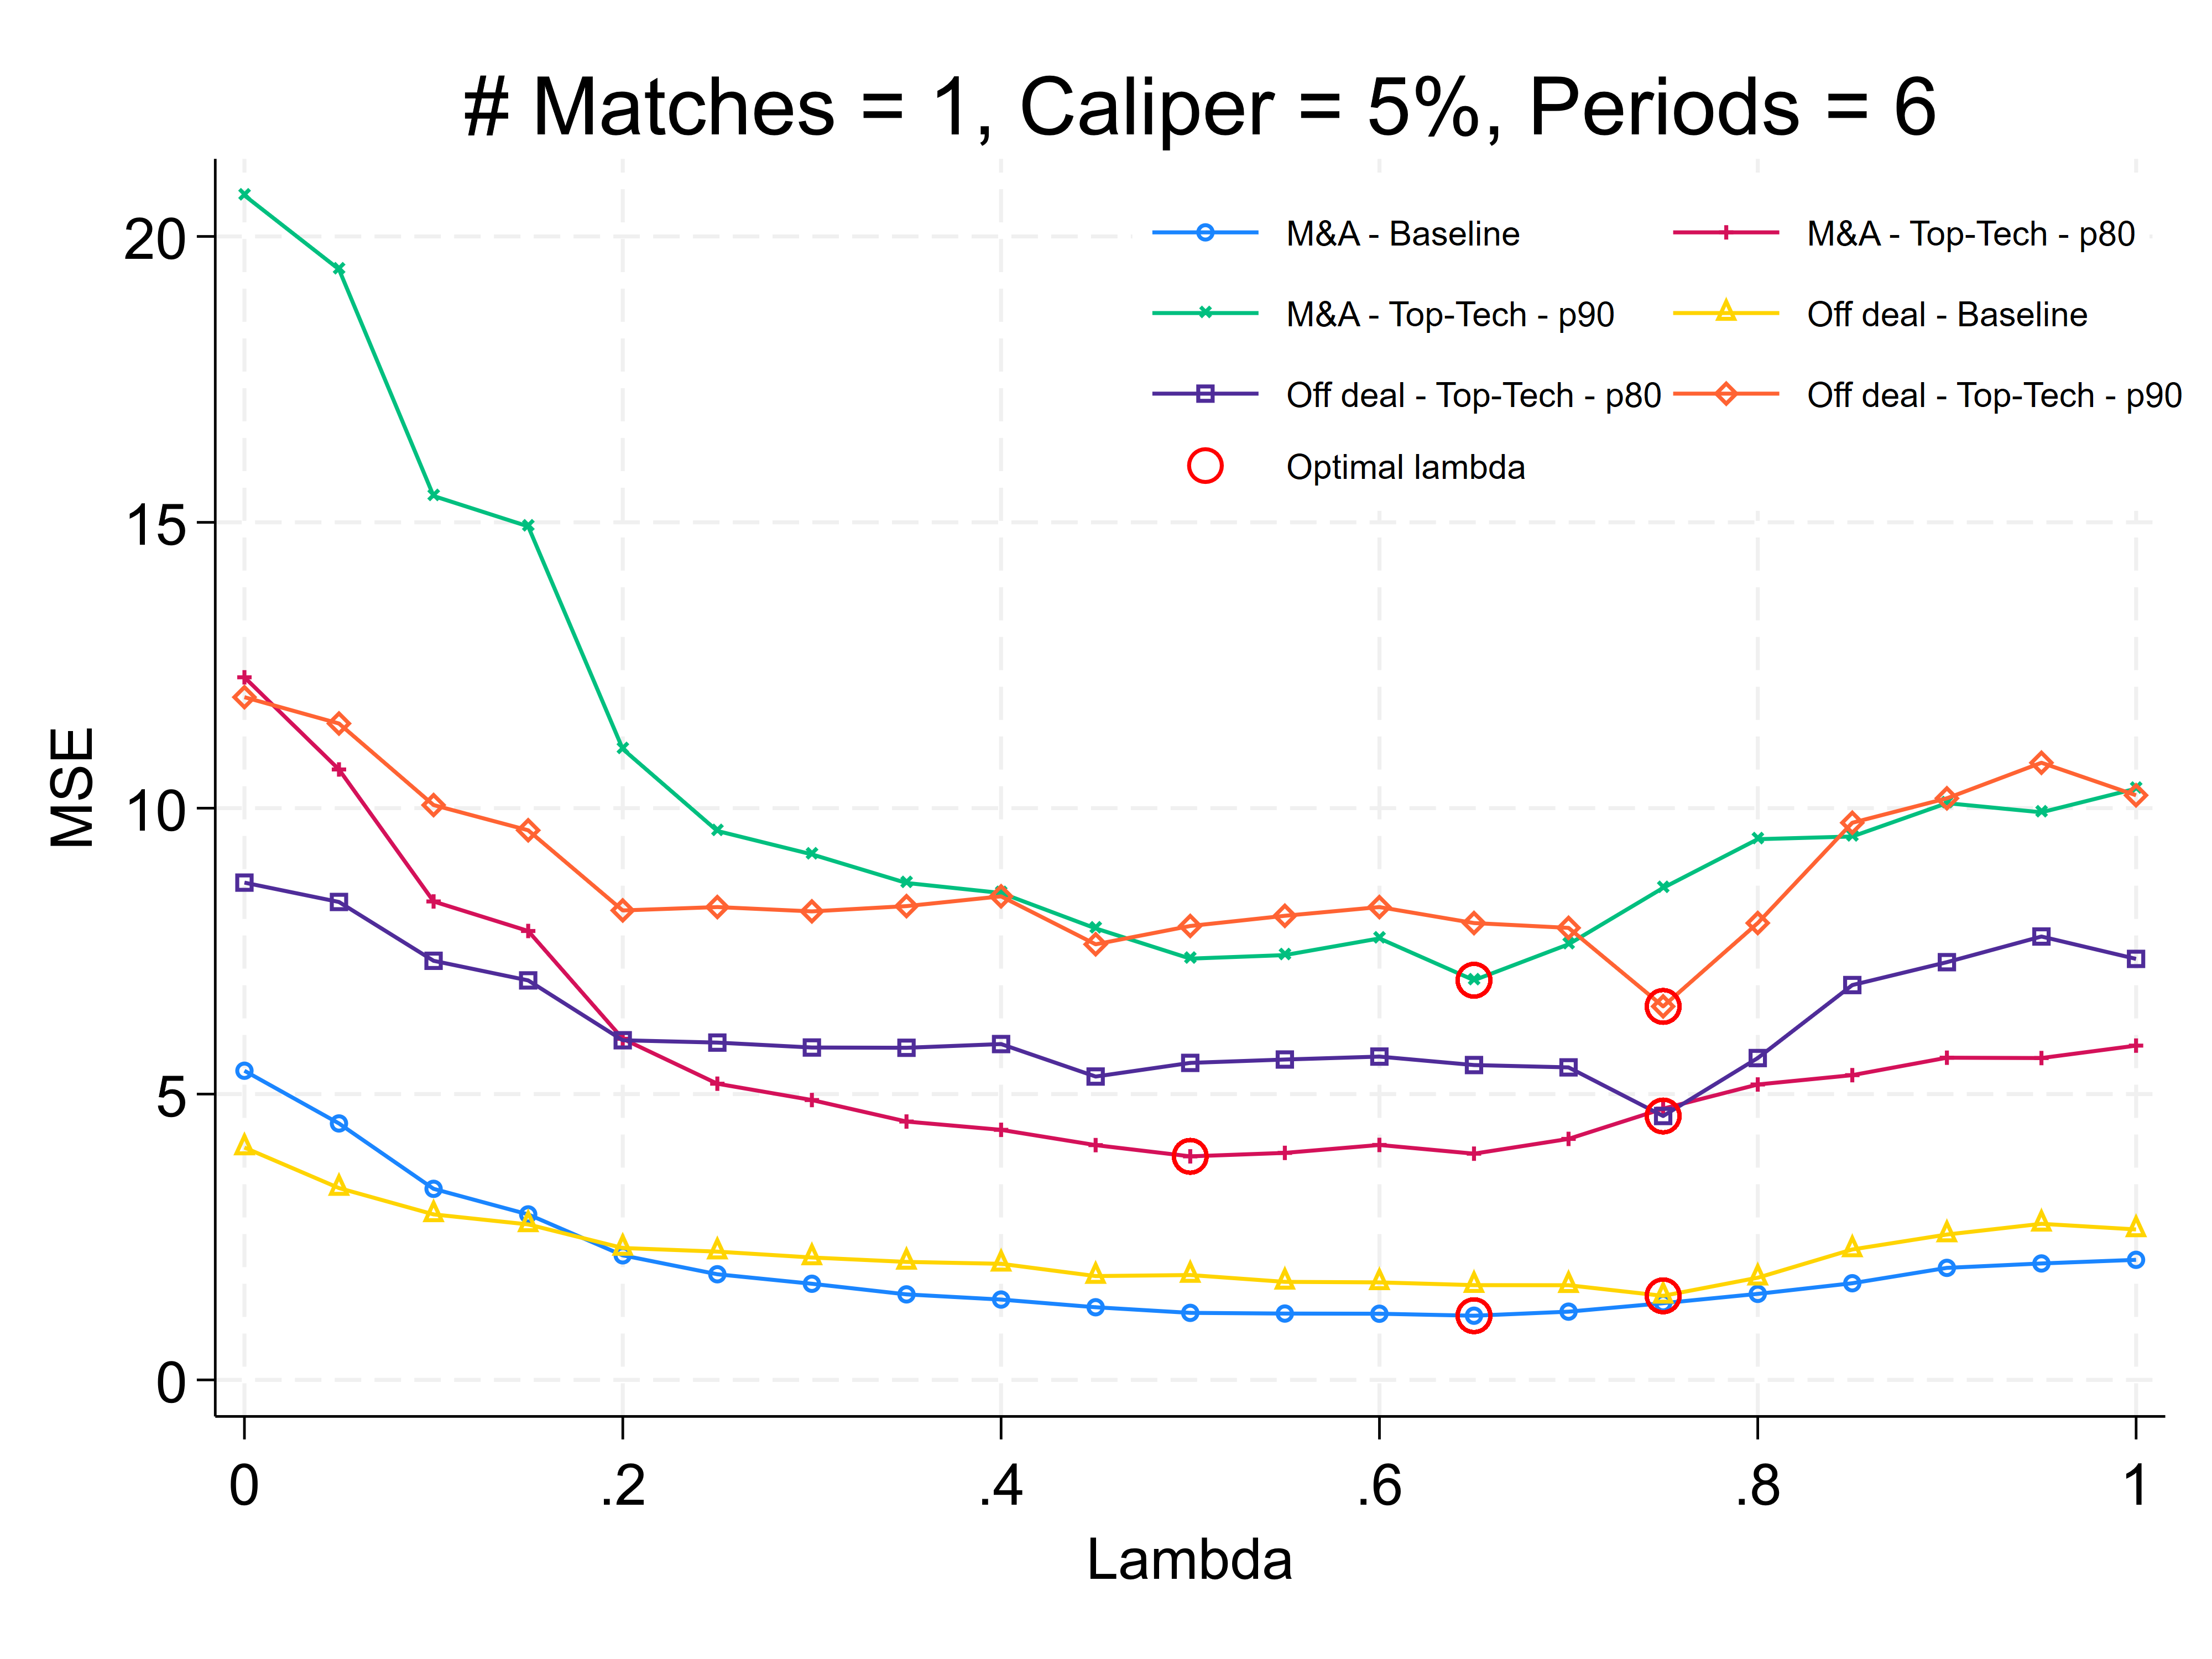 # Matches = 1, Caliper = 5%, Periods = 6
M&A - Baseline
M&A - Top-Tech - p80
M&A - Top-Tech - p90
Off deal - Baseline
Off deal - Top-Tech - p80
Off deal - Top-Tech - p90
Optimal lambda
MSE
20
15
10
5
0
0 .2 .4 .6 .8 1
Lambda